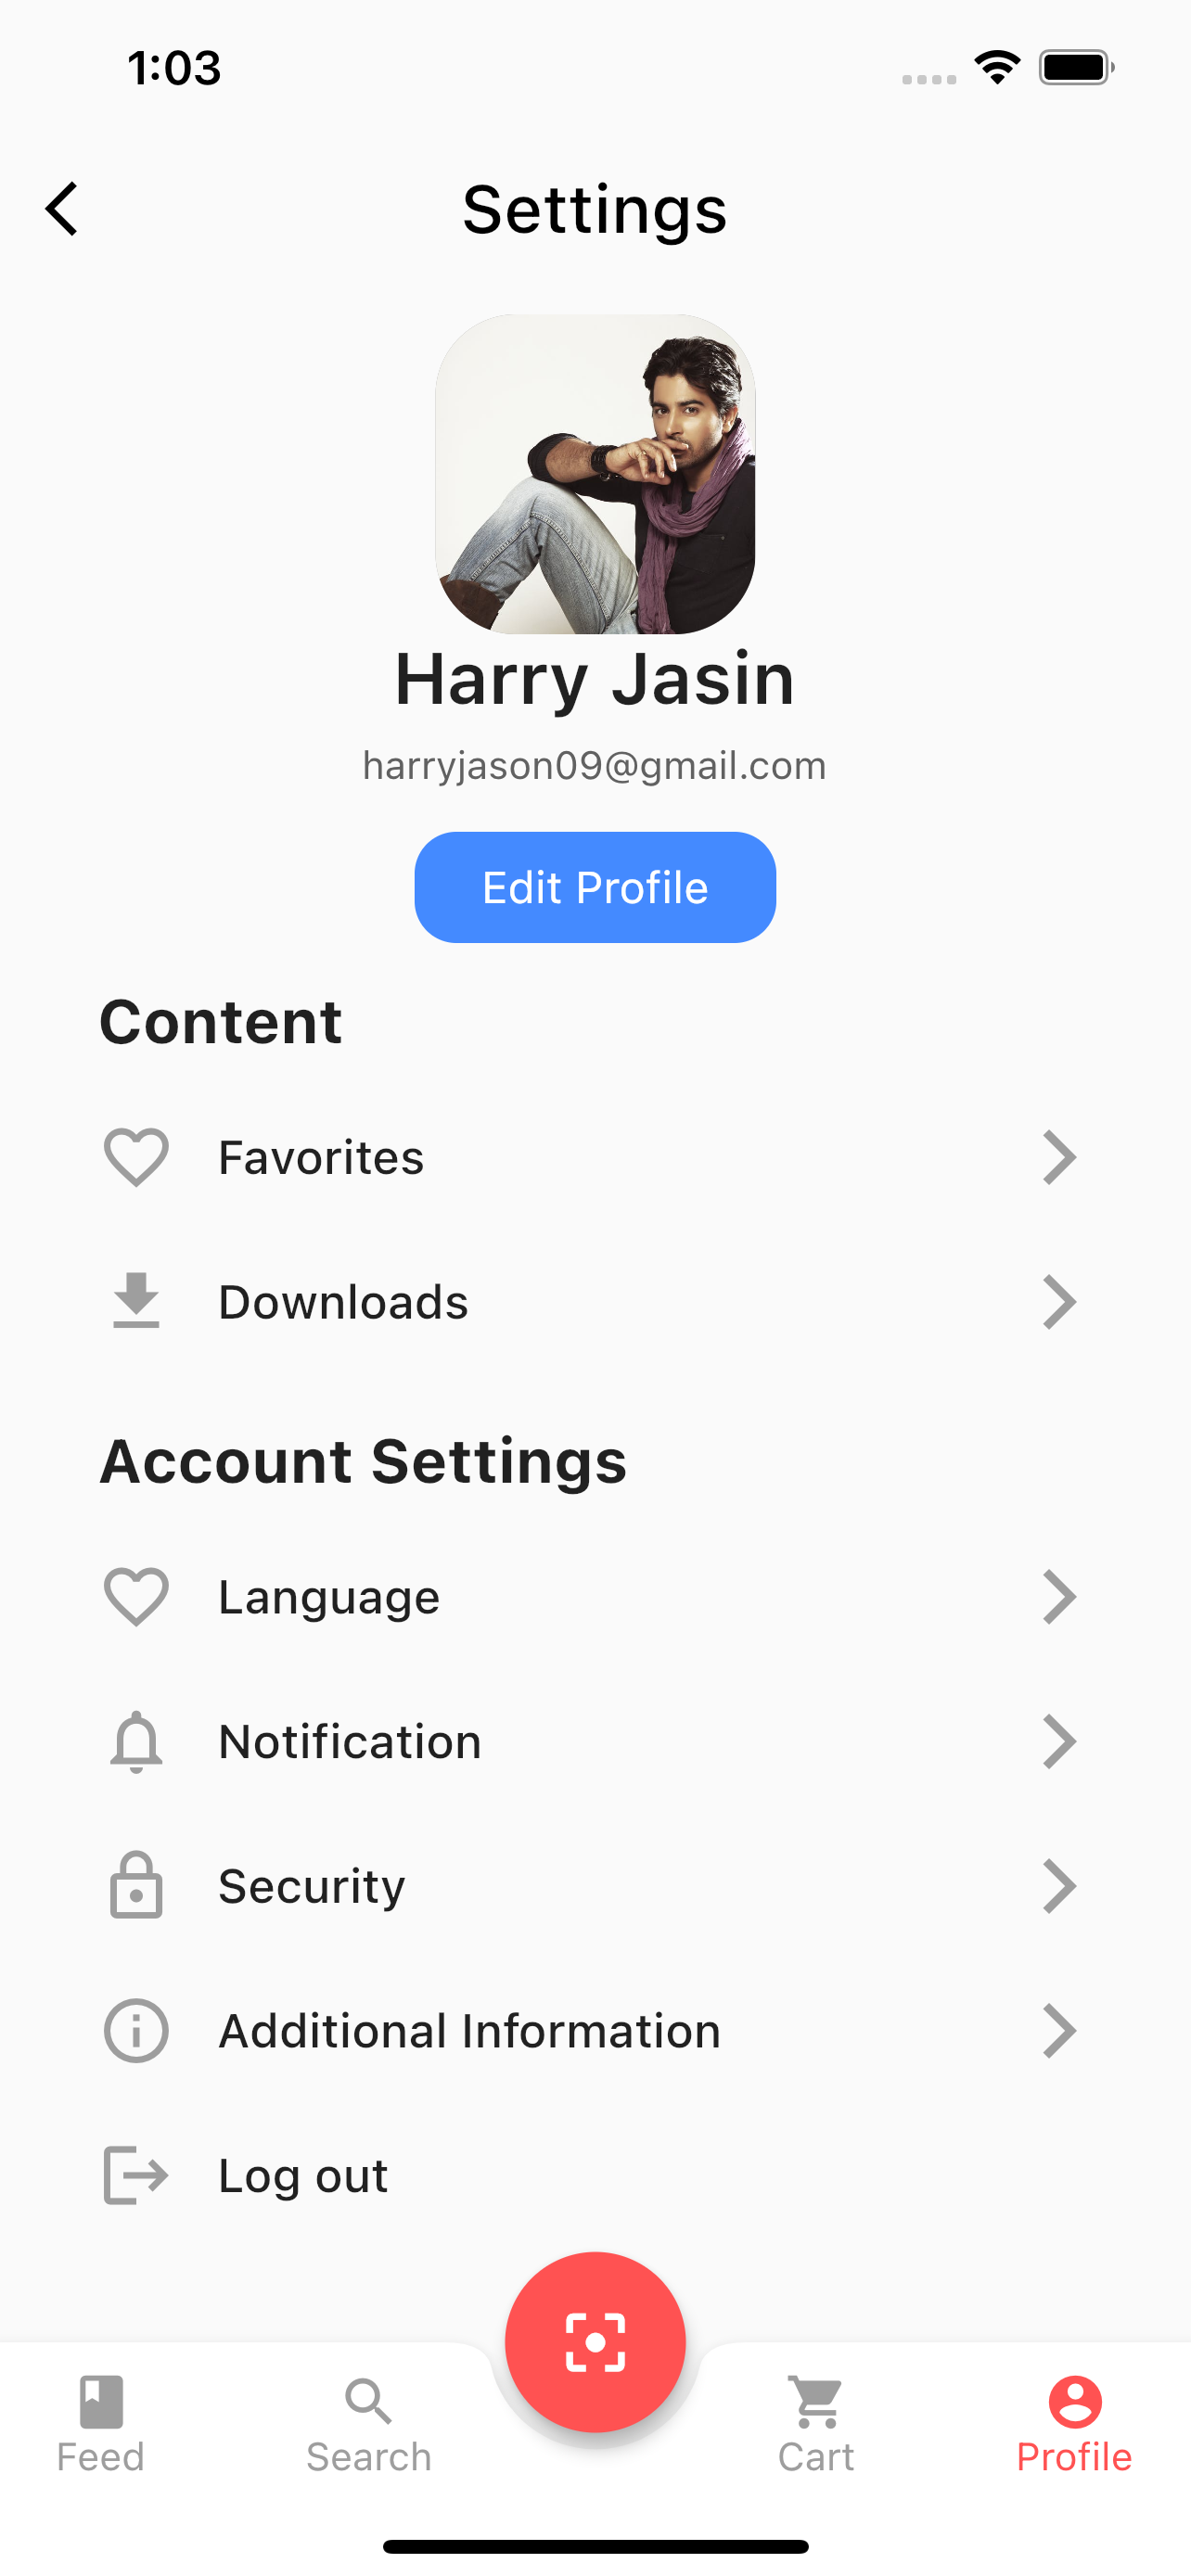 1:03
Settings
Harry Jasin
harryjason09@gmail.com
Edit Profile
Content
Favorites
Downloads
Account Settings
Language
Notification
Security
Additional Information
Log out
Feed
Search
Cart
Profile